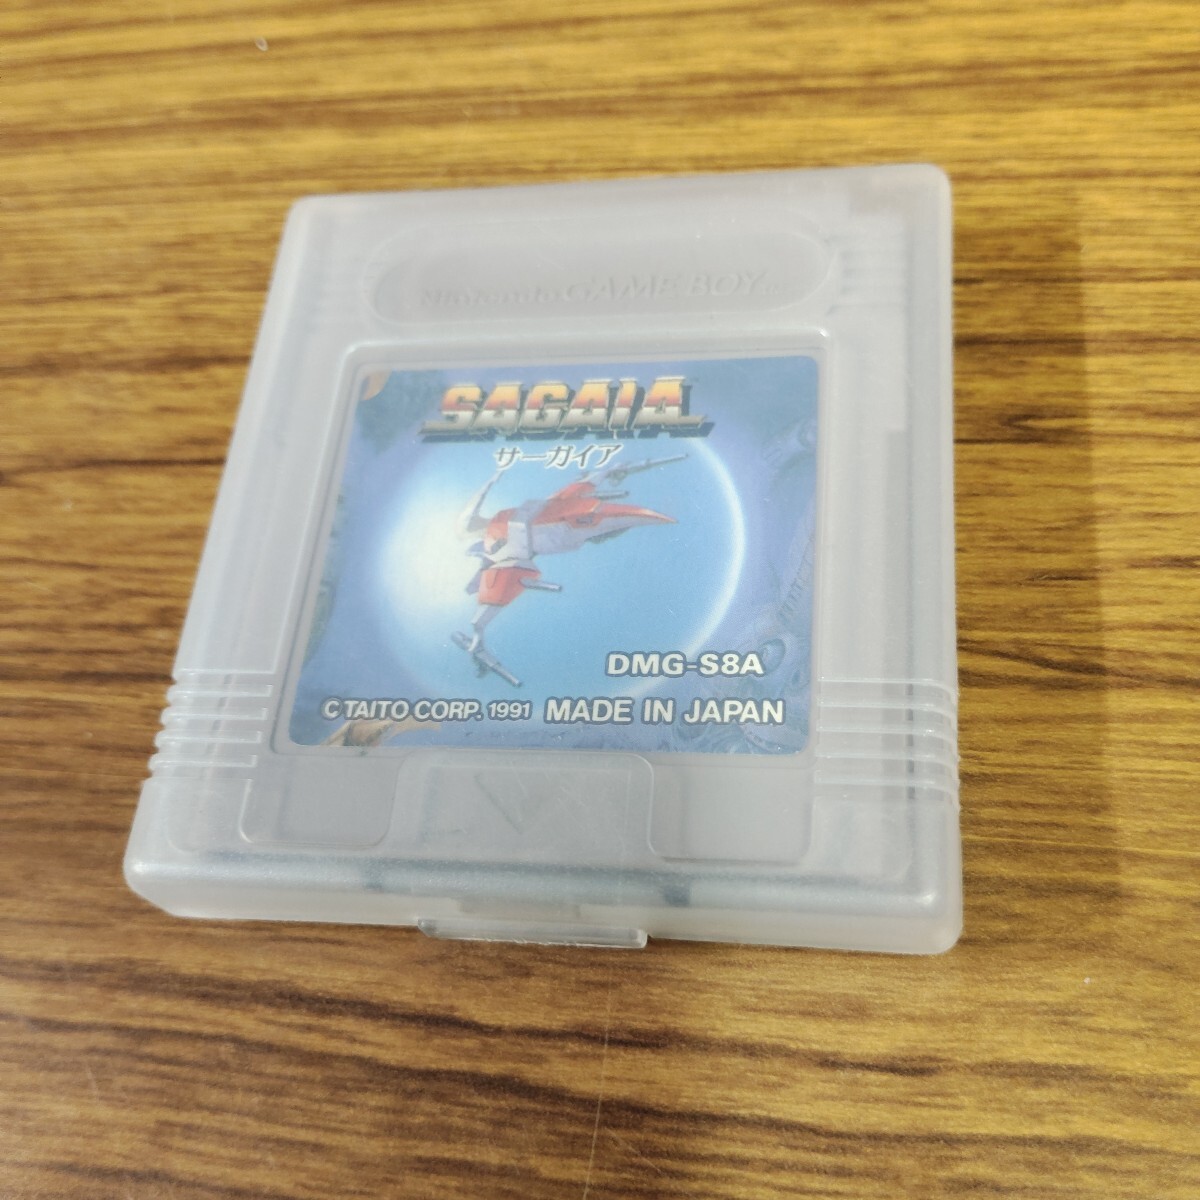 Nintendo GAME BOY
SAGAIA
サーガイア
DMG-S8A
© TAITO CORP. 1991 MADE IN JAPAN